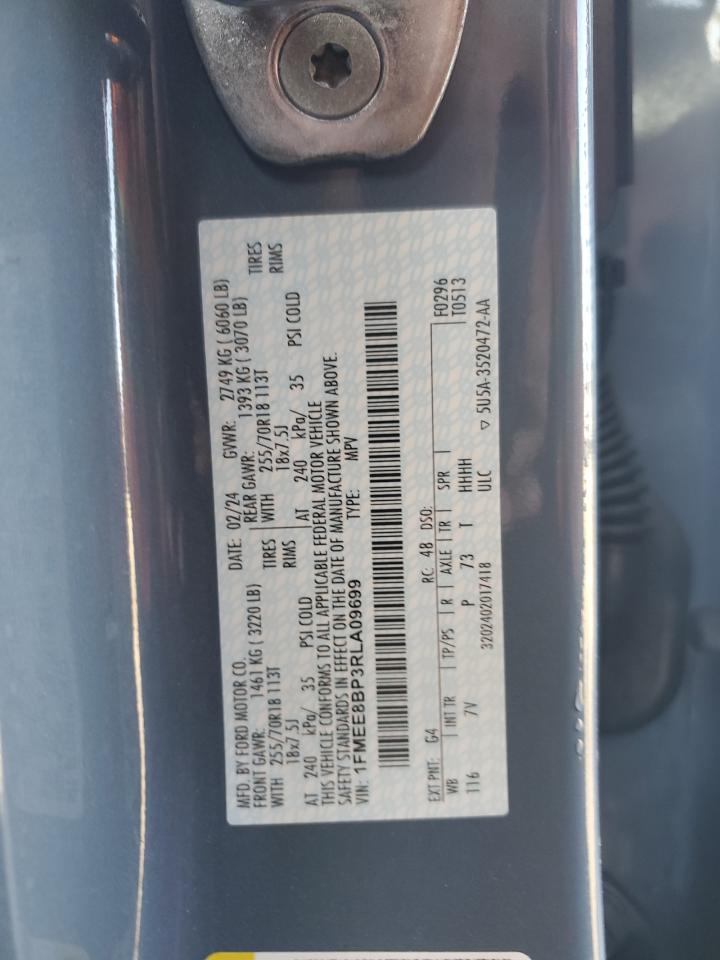 MFD. BY FORD MOTOR CO. DATE: 02/24 GVWR: 2749 KG ( 6060 LB)
FRONT GAWR: 1461 KG ( 3220 LB) REAR GAWR: 1393 KG ( 3070 LB)
WITH 255/70R18 113T TIRES WITH 255/70R18 113T TIRES
18x7.5J RIMS 18x7.5J RIMS
AT 240 kPa/ 35 PSI COLD AT 240 kPa/ 35 PSI COLD
THIS VEHICLE CONFORMS TO ALL APPLICABLE FEDERAL MOTOR VEHICLE
SAFETY STANDARDS IN EFFECT ON THE DATE OF MANUFACTURE SHOWN ABOVE.
VIN: 1FMEE8BP3RLA09699 TYPE: MPV
EXT PNT: G4 RC: 48 DSO: F0296
WB INT TR TP/PS R AXLE TR SPR T0513
116 7V P 73 T HHHH
3202402017418 ULC ▽ 5U5A-3520472-AA